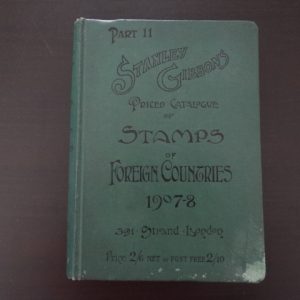 PART 11
STANLEY
GIBBONS
PRICED CATALOGUE
OF
STAMPS
OF
FOREIGN COUNTRIES
1907-8
391 STRAND LONDON
PRICE 2/6 NET OR POST FREE 2/10